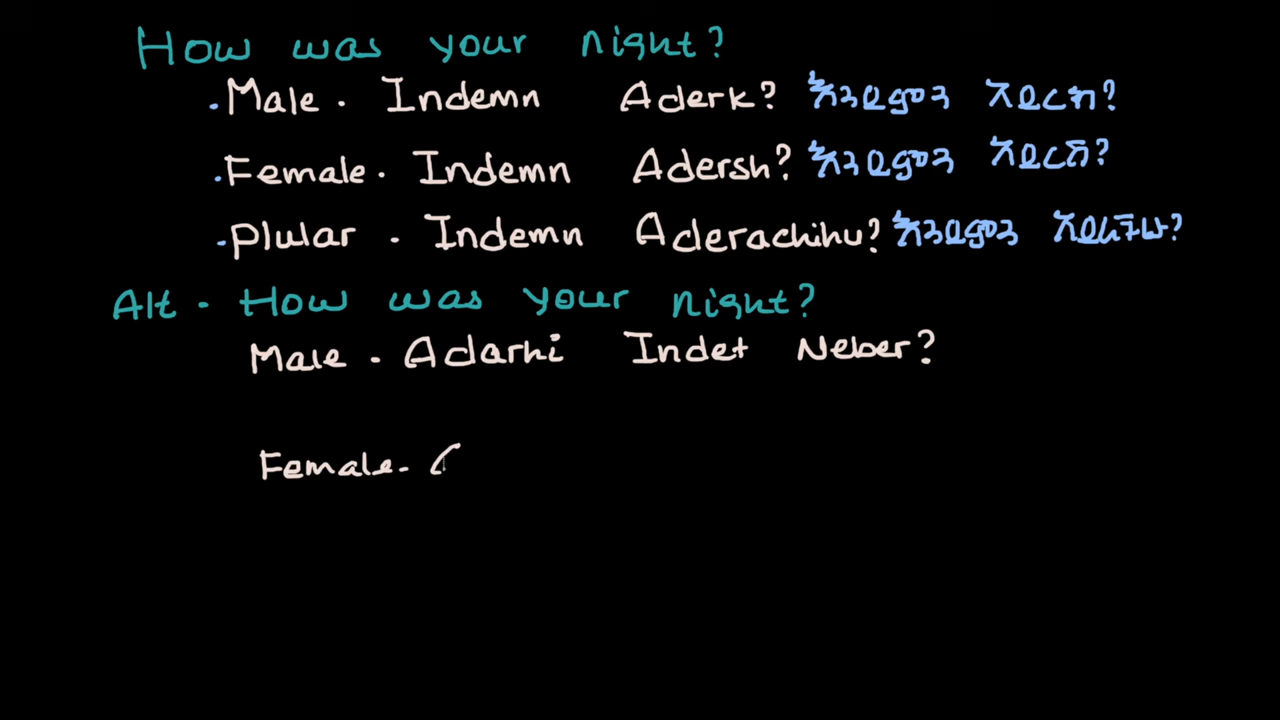 How was your night?
.Male. Indemn Aderk? እንደምን አደርክ?
.Female. Indemn Adersh? እንደምን አደርሽ?
.Plular. Indemn Aderachihu? እንደምን አደራችሁ?
Alt - How was your night?
Male. Adarhi Indet Neber?
Female.